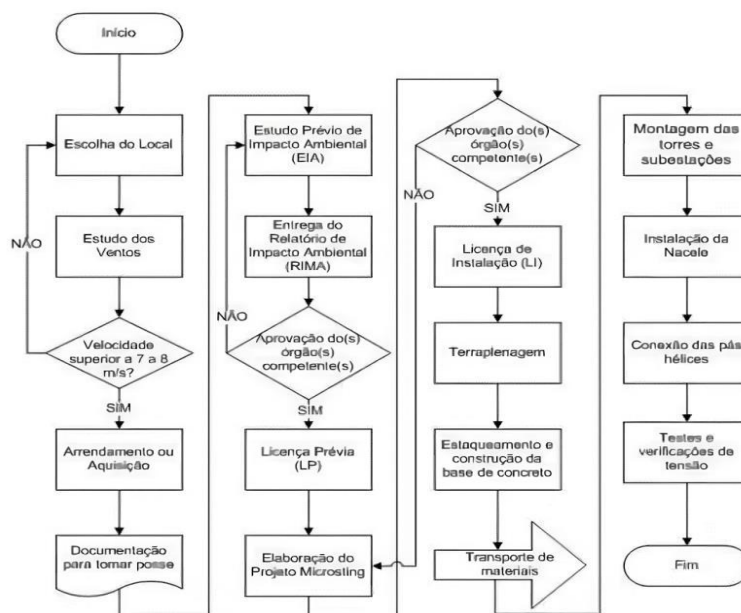 Início
Escolha do Local
NÃO
Estudo dos
Ventos
Velocidade
superior a 7 a 8
m/s?
SIM
Arrendamento ou
Aquisição
Documentação
para tomar posse
Estudo Prévio de
Impacto Ambiental
(EIA)
Entrega do
Relatório de
Impacto Ambiental
(RIMA)
NÃO
Aprovação do(s)
órgão(s)
competente(s)
SIM
Licença Prévia
(LP)
Elaboração do
Projeto Microsting
Aprovação do(s)
órgão(s)
competente(s)
NÃO
SIM
Licença de
Instalação (LI)
Terraplenagem
Estaqueamento e
construção da
base de concreto
Transporte de
materiais
Montagem das
torres e
subestações
Instalação da
Nacele
Conexão das pás
hélices
Testes e
verificações de
tensão
Fim